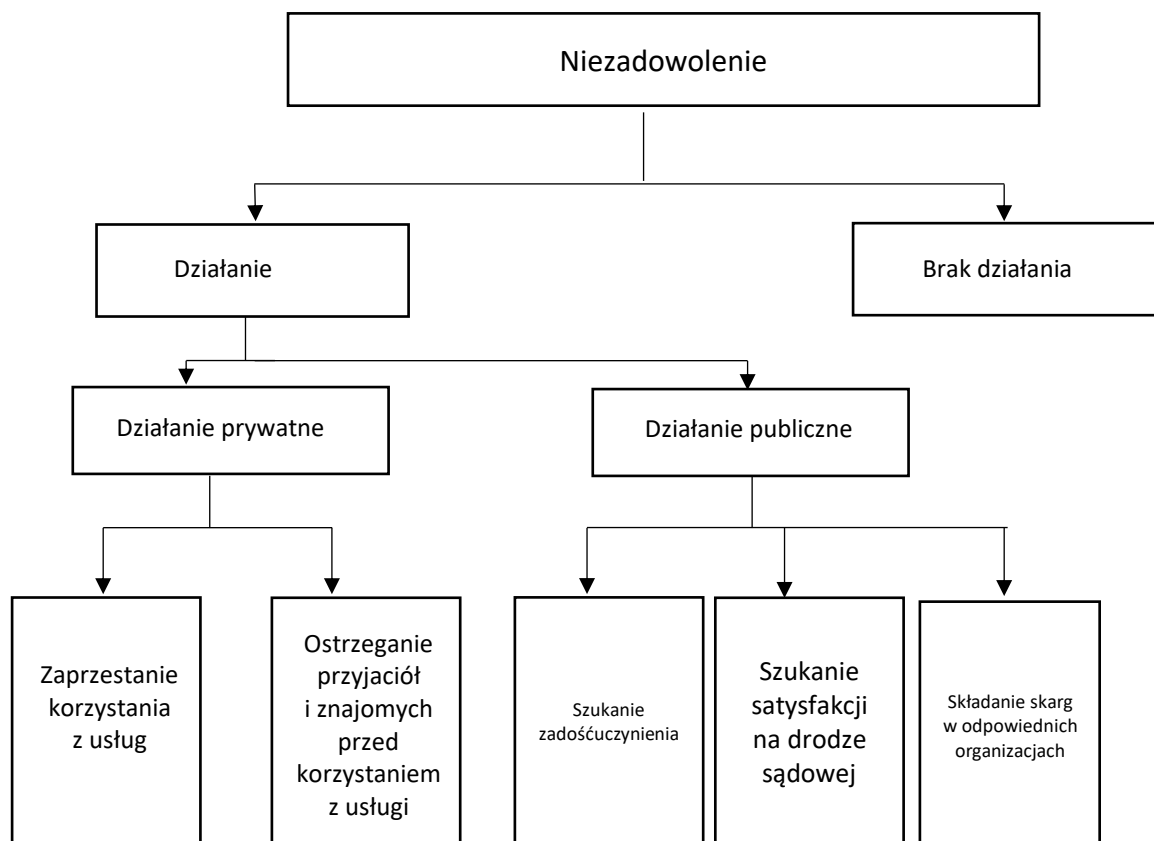 Niezadowolenie
Działanie
Brak działania
Działanie prywatne
Działanie publiczne
Zaprzestanie
korzystania
z usług
Ostrzeganie
przyjaciół
i znajomych
przed
korzystaniem
z usługi
Szukanie
zadośćuczynienia
Szukanie
satysfakcji
na drodze
sądowej
Składanie skarg
w odpowiednich
organizacjach